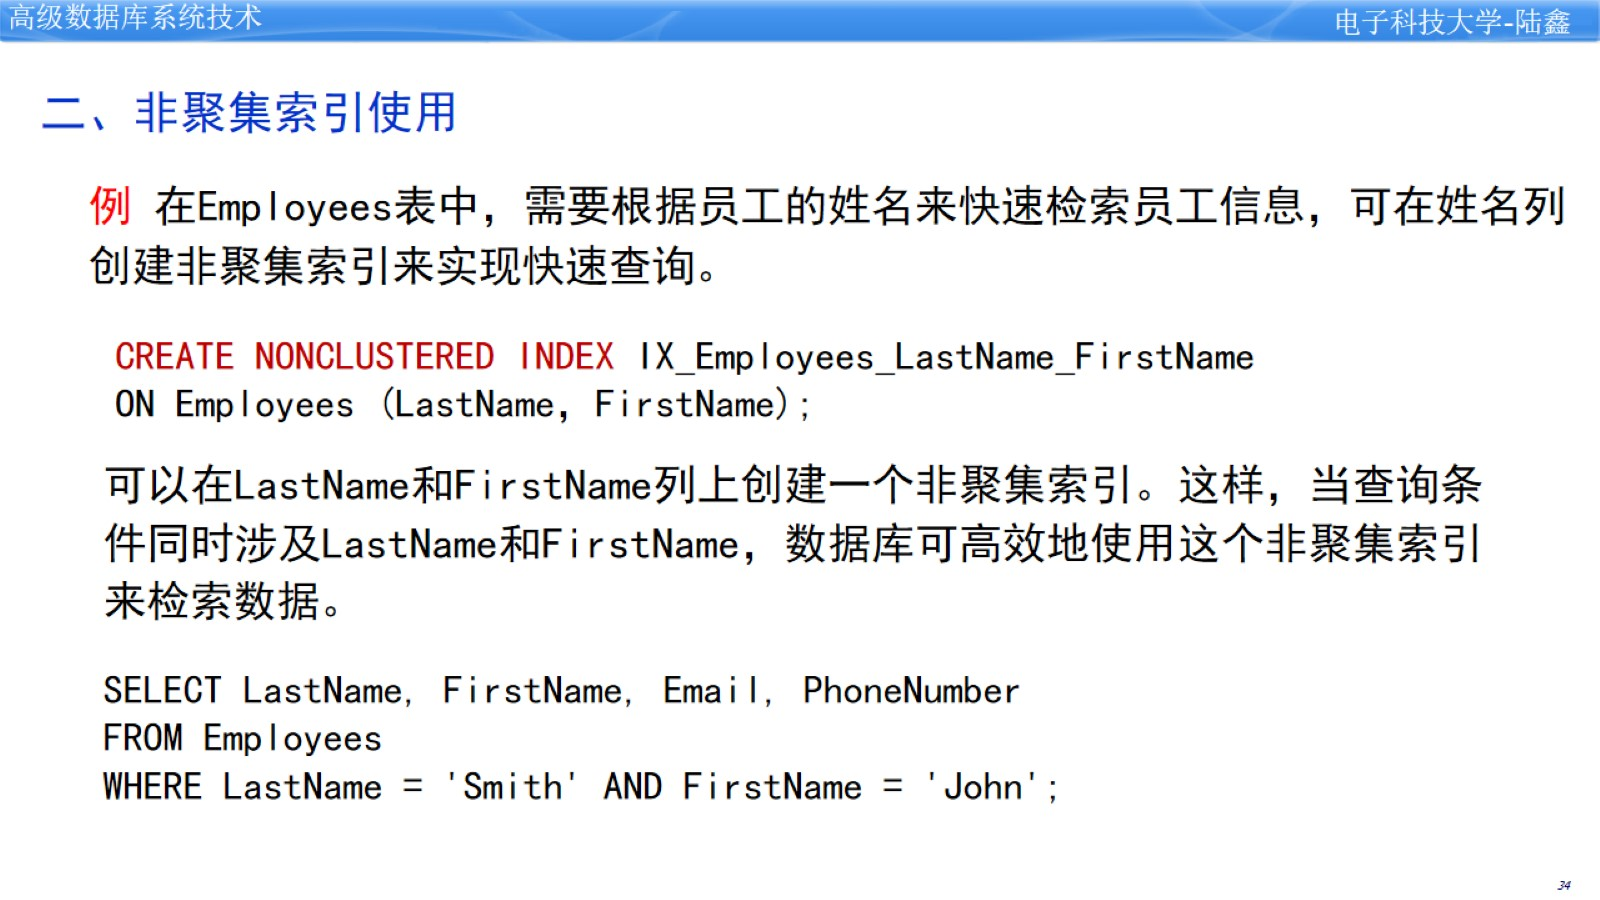 高级数据库系统技术
电子科技大学-陆鑫
二、非聚集索引使用
例 在Employees表中，需要根据员工的姓名来快速检索员工信息，可在姓名列
创建非聚集索引来实现快速查询。
CREATE NONCLUSTERED INDEX IX_Employees_LastName_FirstName
ON Employees (LastName, FirstName);
可以在LastName和FirstName列上创建一个非聚集索引。这样，当查询条
件同时涉及LastName和FirstName，数据库可高效地使用这个非聚集索引
来检索数据。
SELECT LastName, FirstName, Email, PhoneNumber
FROM Employees
WHERE LastName = 'Smith' AND FirstName = 'John';
34